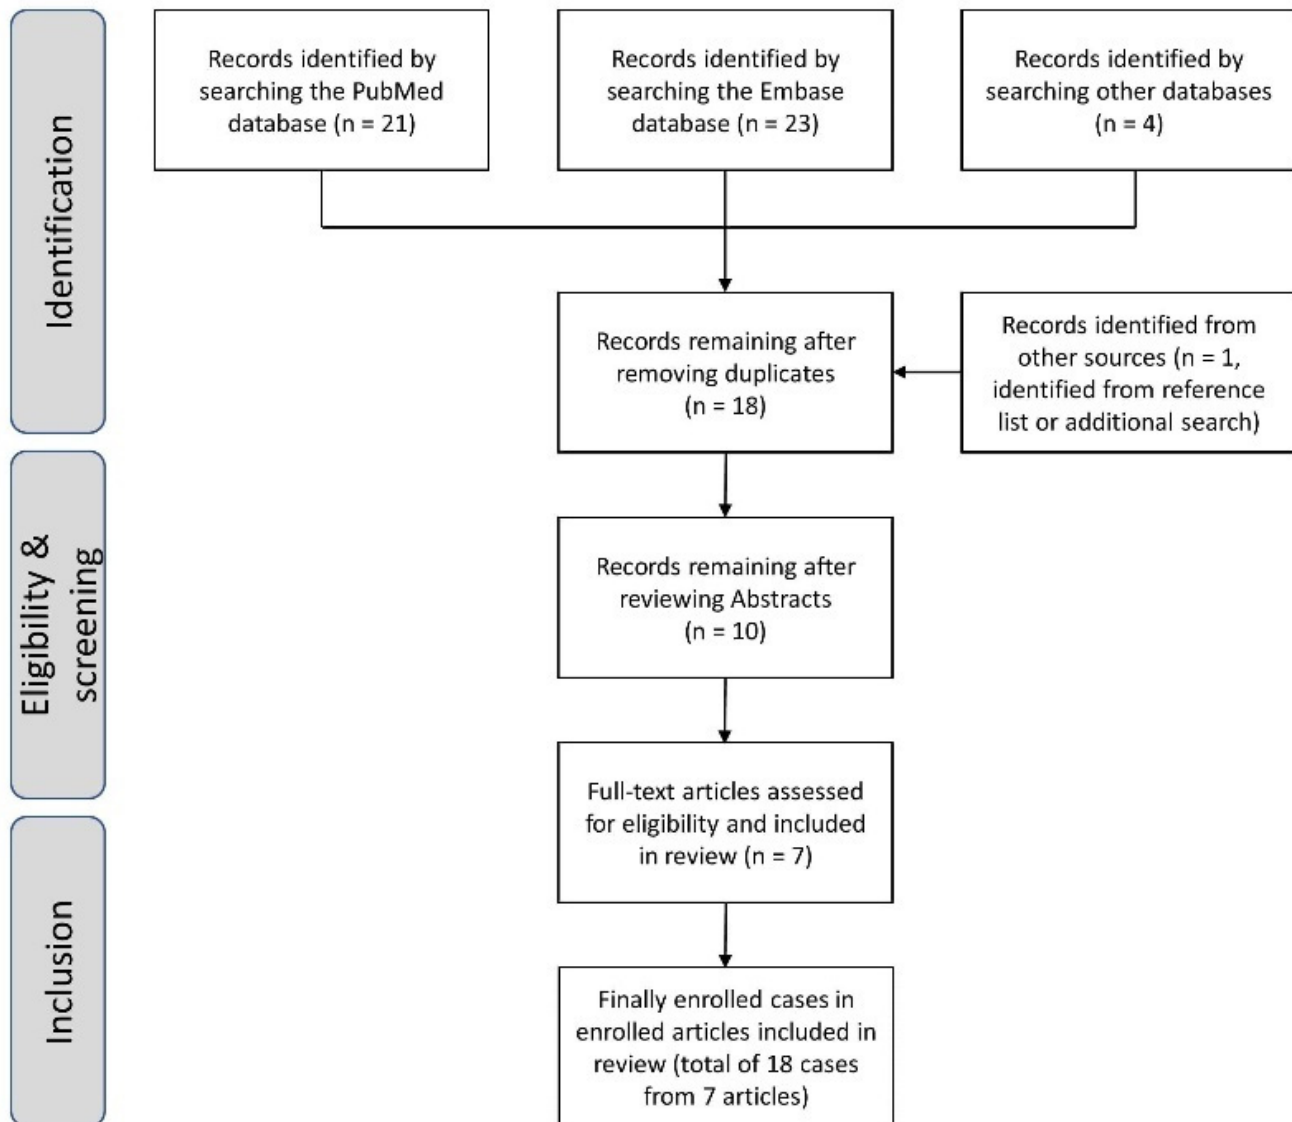 Identification
Records identified by
searching the PubMed
database (n = 21)
Records identified by
searching the Embase
database (n = 23)
Records identified by
searching other databases
(n = 4)
Records remaining after
removing duplicates
(n = 18)
Records identified from
other sources (n = 1,
identified from reference
list or additional search)
Eligibility &
screening
Records remaining after
reviewing Abstracts
(n = 10)
Full-text articles assessed
for eligibility and included
in review (n = 7)
Inclusion
Finally enrolled cases in
enrolled articles included in
review (total of 18 cases
from 7 articles)